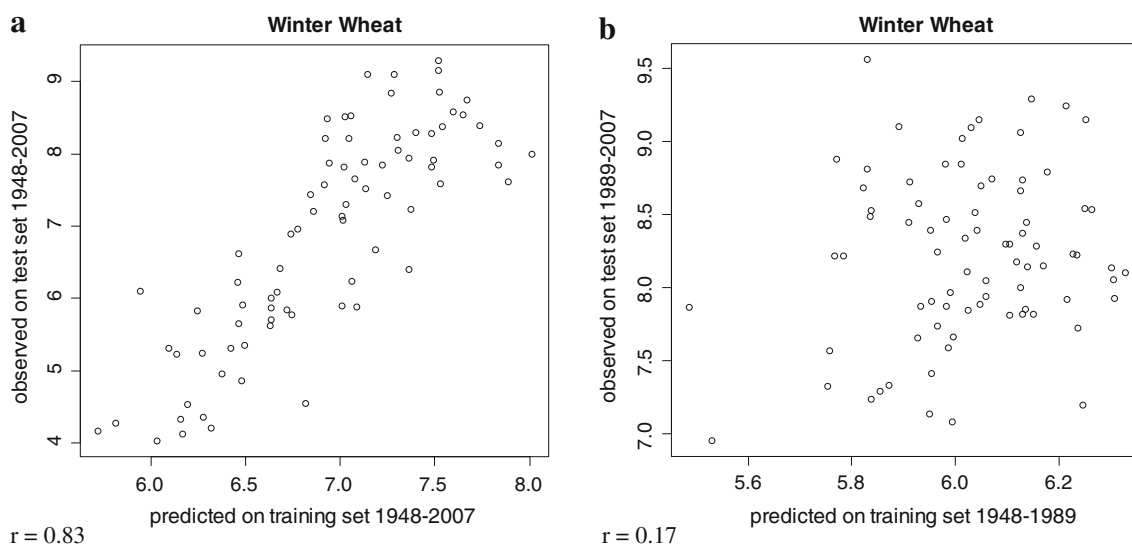 a
Winter Wheat
observed on test set 1948-2007
9
8
7
6
5
4
6.0 6.5 7.0 7.5 8.0
predicted on training set 1948-2007
r = 0.83
b
Winter Wheat
observed on test set 1989-2007
9.5
9.0
8.5
8.0
7.5
7.0
5.6 5.8 6.0 6.2
predicted on training set 1948-1989
r = 0.17